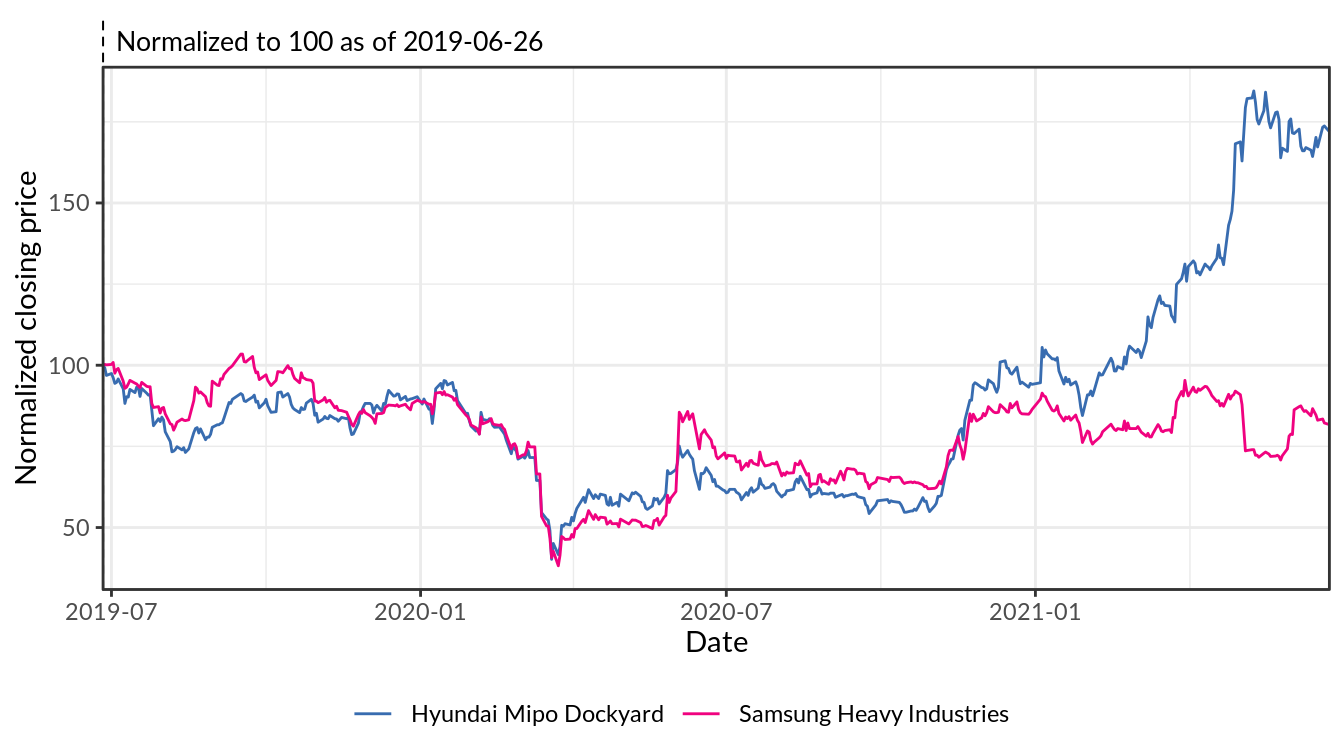 Normalized to 100 as of 2019-06-26
Normalized closing price
150
100
50
2019-07
2020-01
2020-07
2021-01
Date
Hyundai Mipo Dockyard
Samsung Heavy Industries